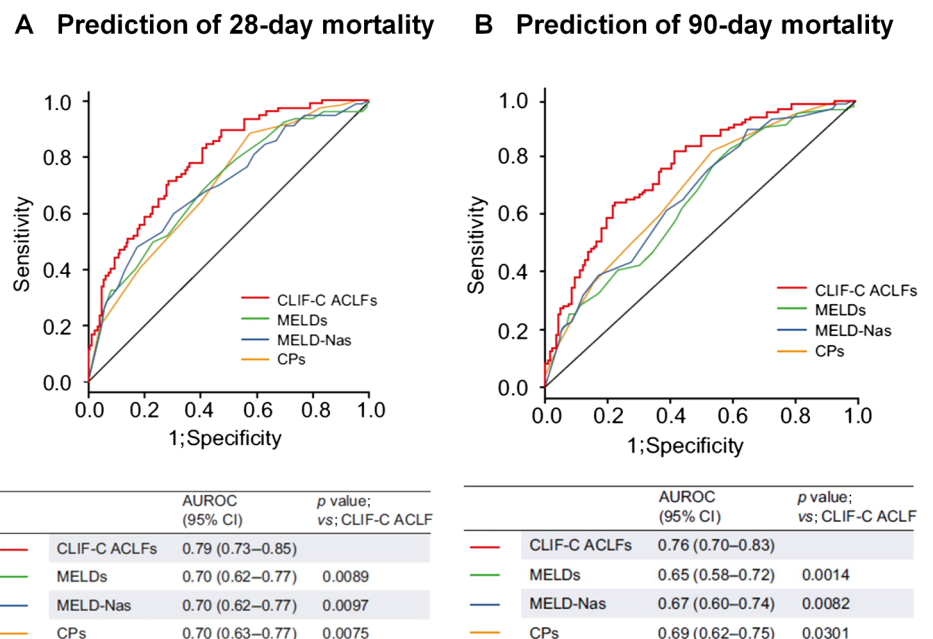 A Prediction of 28-day mortality
1.0
0.8
0.6
0.4
0.2
0.0
Sensitivity
CLIF-C ACLFs
MELDs
MELD-Nas
CPs
0.0 0.2 0.4 0.6 0.8 1.0
1;Specificity
AUROC p value;
(95% CI) vs; CLIF-C ACLF
CLIF-C ACLFs 0.79 (0.73–0.85)
MELDs 0.70 (0.62–0.77) 0.0089
MELD-Nas 0.70 (0.62–0.77) 0.0097
CPs 0.70 (0.63–0.77) 0.0075
B Prediction of 90-day mortality
1.0
0.8
0.6
0.4
0.2
0.0
Sensitivity
CLIF-C ACLFs
MELDs
MELD-Nas
CPs
0.0 0.2 0.4 0.6 0.8 1.0
1;Specificity
AUROC p value;
(95% CI) vs; CLIF-C ACLF
CLIF-C ACLFs 0.76 (0.70–0.83)
MELDs 0.65 (0.58–0.72) 0.0014
MELD-Nas 0.67 (0.60–0.74) 0.0082
CPs 0.69 (0.62–0.75) 0.0301